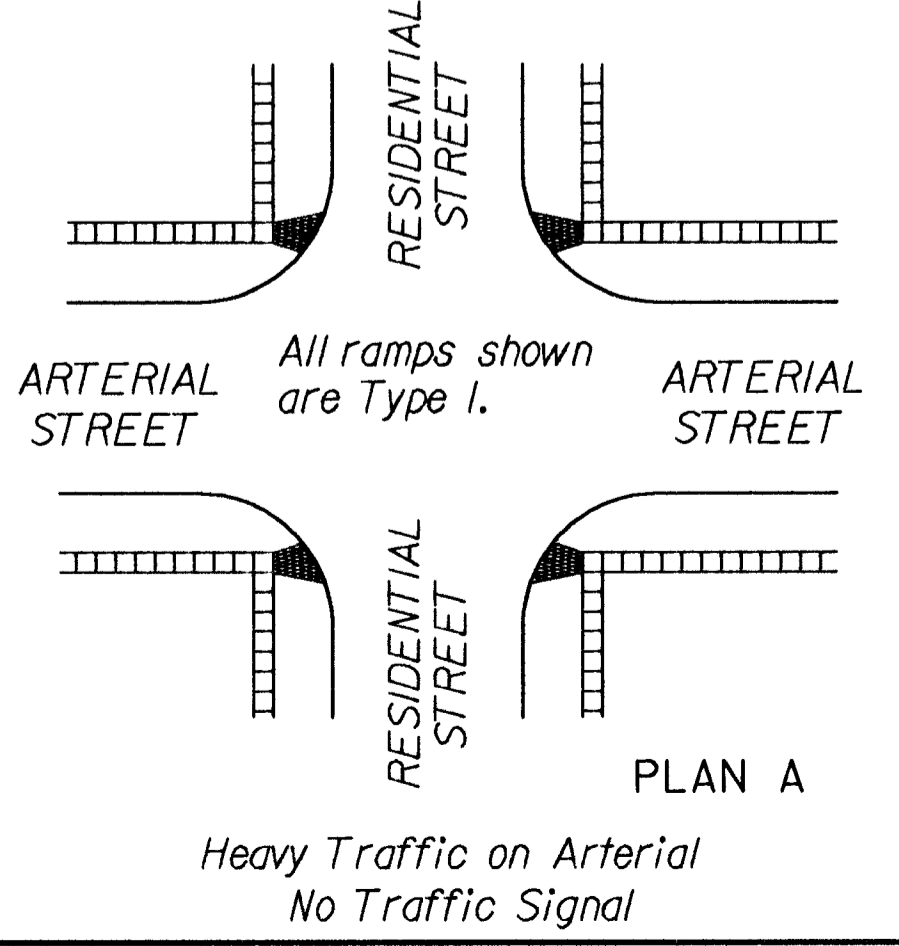 RESIDENTIAL
STREET
All ramps shown
are Type I.
ARTERIAL
STREET
ARTERIAL
STREET
RESIDENTIAL
STREET
PLAN A
Heavy Traffic on Arterial
No Traffic Signal